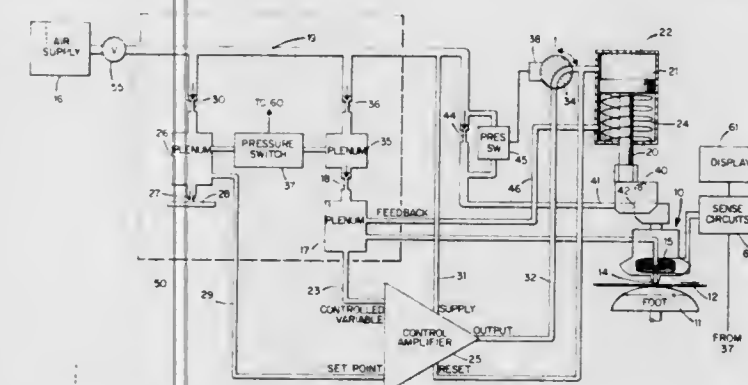 19
22
AIR
SUPPLY
16
V
55
38
34
21
30
TO 60
36
44
PRES
SW
45
24
61
26
PLENUM
PRESSURE
SWITCH
37
35
PLENUM
20
DISPLAY
18
46
40
41
42
10
27
28
PLENUM
FEEDBACK
17
SENSE
CIRCUITS
15
14
12
50
29
23
31
32
FOOT
11
CONTROLLED
VARIABLE
SUPPLY
CONTROL
AMPLIFIER
OUTPUT
25
FROM
37
SET POINT
RESET